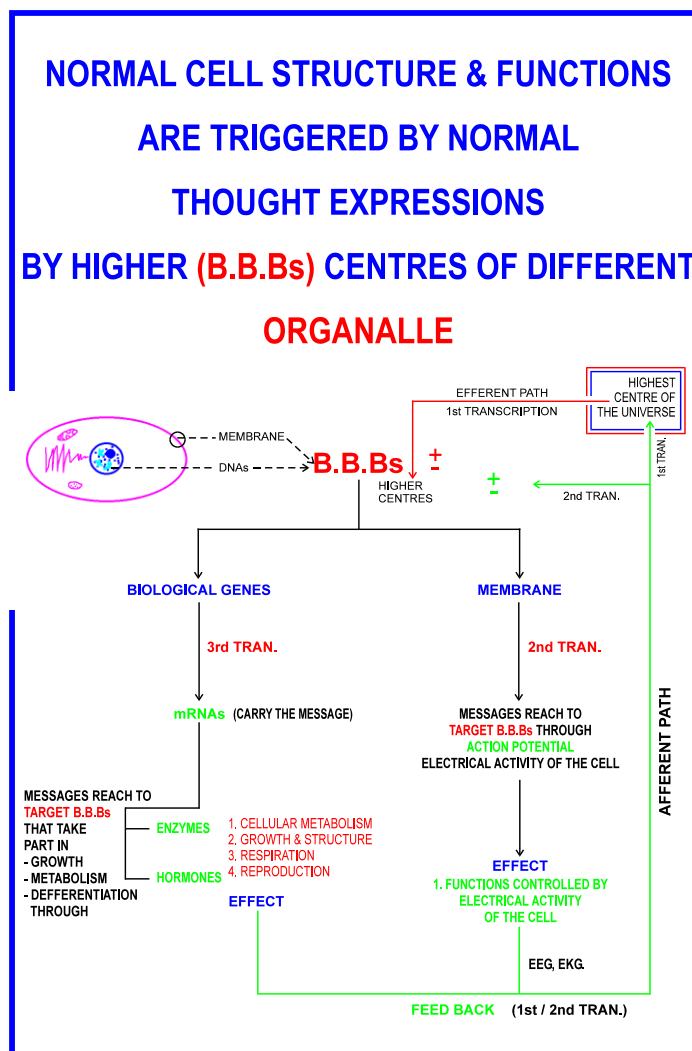 NORMAL CELL STRUCTURE & FUNCTIONS
ARE TRIGGERED BY NORMAL
THOUGHT EXPRESSIONS
BY HIGHER (B.B.Bs) CENTRES OF DIFFERENT
ORGANALLE
HIGHEST
CENTRE OF
THE UNIVERSE
EFFERENT PATH
1st TRANSCRIPTION
MEMBRANE
DNAs
B.B.Bs
+
-
HIGHER
CENTRES
+
-
2nd TRAN.
1st TRAN.
BIOLOGICAL GENES
MEMBRANE
3rd TRAN.
2nd TRAN.
mRNAs (CARRY THE MESSAGE)
MESSAGES REACH TO
TARGET B.B.Bs THROUGH
ACTION POTENTIAL
ELECTRICAL ACTIVITY OF THE CELL
AFFERENT PATH
MESSAGES REACH TO
TARGET B.B.Bs
THAT TAKE
PART IN
- GROWTH
- METABOLISM
- DEFFERENTIATION
THROUGH
ENZYMES
HORMONES
1. CELLULAR METABOLISM
2. GROWTH & STRUCTURE
3. RESPIRATION
4. REPRODUCTION
EFFECT
EFFECT
1. FUNCTIONS CONTROLLED BY
ELECTRICAL ACTIVITY
OF THE CELL
EEG, EKG.
FEED BACK (1st / 2nd TRAN.)